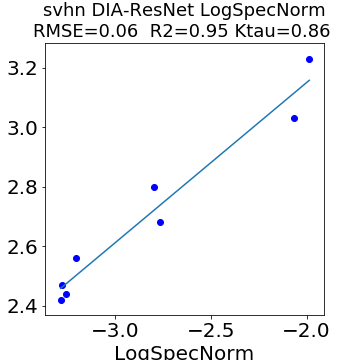 svhn DIA-ResNet LogSpecNorm
RMSE=0.06  R2=0.95 Ktau=0.86
3.2
3.0
2.8
2.6
2.4
−3.0 −2.5 −2.0
LogSpecNorm